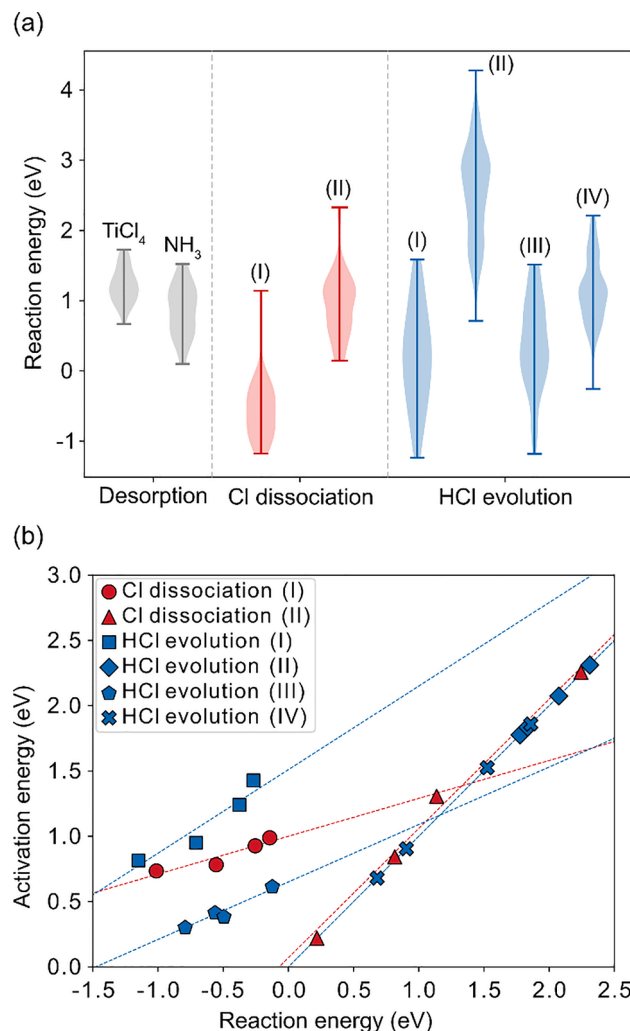 (a)
Reaction energy (eV)
4
3
2
1
0
-1
TiCl4
NH3
(I)
(II)
(I)
(II)
(III)
(IV)
Desorption
Cl dissociation
HCl evolution
(b)
Activation energy (eV)
3.0
2.5
2.0
1.5
1.0
0.5
0.0
Cl dissociation (I)
Cl dissociation (II)
HCl evolution (I)
HCl evolution (II)
HCl evolution (III)
HCl evolution (IV)
-1.5 -1.0 -0.5 0.0 0.5 1.0 1.5 2.0 2.5
Reaction energy (eV)